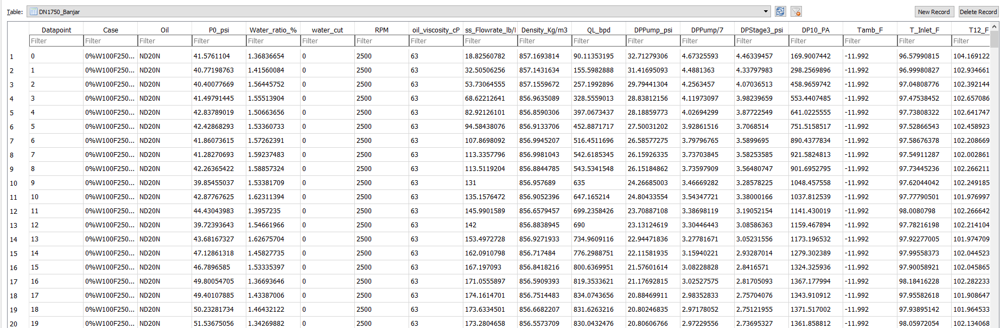 Table: DN1750_Banjar New Record Delete Record
Datapoint Case Oil P0_psi Water_ratio_% water_cut RPM oil_viscosity_cP ss_Flowrate_lb/l Density_Kg/m3 QL_bpd DPPump_psi DPPump/7 DPStage3_psi DP10_PA Tamb_F T_Inlet_F T12_F
Filter Filter Filter Filter Filter Filter Filter Filter Filter Filter Filter Filter Filter Filter Filter Filter Filter Filter
1 0 0%W100F250... ND20N 41.5761104 1.36836654 0 2500 63 18.82560782 857.1693814 90.11353195 32.71279306 4.67325593 4.46339457 169.9007442 -11.992 96.57990815 104.169122
2 1 0%W100F250... ND20N 40.77198763 1.41560084 0 2500 63 32.50506256 857.1431634 155.5982888 31.41695093 4.4881363 4.33797983 298.2569896 -11.992 96.99980827 102.934661
3 2 0%W100F250... ND20N 40.40077669 1.56445752 0 2500 63 53.73064555 857.1559672 257.1992896 29.79441304 4.2563457 4.07036513 458.9659742 -11.992 97.04808776 102.392144
4 3 0%W100F250... ND20N 41.49791445 1.55513904 0 2500 63 68.62212641 856.9635089 328.5559013 28.83812156 4.11973097 3.98239659 553.4407485 -11.992 97.47538452 102.657086
5 4 0%W100F250... ND20N 42.83789019 1.50663656 0 2500 63 82.92126101 856.8590306 397.0673437 28.18859773 4.02694299 3.87722549 641.0225555 -11.992 97.73808322 102.641747
6 5 0%W100F250... ND20N 42.42868293 1.53360733 0 2500 63 94.58438076 856.9133706 452.8871717 27.50031202 3.92861516 3.7068514 751.5158517 -11.992 97.52866543 102.458923
7 6 0%W100F250... ND20N 41.86073615 1.57262391 0 2500 63 107.8698092 856.9945207 516.4511696 26.58577275 3.79796765 3.5899695 890.4377834 -11.992 97.58676378 102.208669
8 7 0%W100F250... ND20N 41.28270693 1.59237483 0 2500 63 113.3357796 856.9981043 542.6185345 26.15926335 3.73703845 3.58253585 921.5824813 -11.992 97.54911287 102.002861
9 8 0%W100F250... ND20N 42.26365422 1.58857324 0 2500 63 113.5119204 856.8844785 543.5341548 26.15184862 3.73597909 3.56480747 901.6952795 -11.992 97.73445236 102.266211
10 9 0%W100F250... ND20N 39.85455037 1.53381709 0 2500 63 131 856.957689 635 24.26685003 3.46669282 3.28578225 1048.457558 -11.992 97.62044042 102.249185
11 10 0%W100F250... ND20N 42.87767625 1.62311394 0 2500 63 135.1576472 856.9052396 647.165214 24.80433554 3.54347721 3.38000166 1037.812539 -11.992 97.77790501 101.976997
12 11 0%W100F250... ND20N 44.43043983 1.3957235 0 2500 63 145.9901589 856.6579457 699.2358426 23.70887108 3.38698119 3.19052154 1141.430019 -11.992 98.0080798 102.266642
13 12 0%W100F250... ND20N 39.72393643 1.54661966 0 2500 63 142 856.8838945 690 23.13124619 3.30446443 3.08586363 1159.467894 -11.992 97.78216198 102.214104
14 13 0%W100F250... ND20N 43.68167327 1.62675704 0 2500 63 153.4972728 856.9271933 734.9609116 22.94471836 3.27781671 3.05231556 1173.196532 -11.992 97.92277005 101.974709
15 14 0%W100F250... ND20N 47.12861318 1.45827735 0 2500 63 162.0910798 856.717484 776.2988751 22.11581935 3.15940221 2.93287014 1279.302389 -11.992 97.99558373 102.044523
16 15 0%W100F250... ND20N 46.7896585 1.53335397 0 2500 63 167.197093 856.8418216 800.6369951 21.57601614 3.08228828 2.8416571 1324.325936 -11.992 97.90058921 102.045865
17 16 0%W100F250... ND20N 49.80054705 1.36693646 0 2500 63 171.0555897 856.5909393 819.3533621 21.17692815 3.02527575 2.81705093 1367.177994 -11.992 98.18416228 102.282233
18 17 0%W100F250... ND20N 49.40107885 1.43387006 0 2500 63 174.1614701 856.7514483 834.0743656 20.88469911 2.98352833 2.75704076 1343.910912 -11.992 97.95582618 101.908647
19 18 0%W100F250... ND20N 50.23281734 1.46432122 0 2500 63 173.6334501 856.6682207 831.6263216 20.80246835 2.97178052 2.75121955 1371.517002 -11.992 97.93895142 101.964533
20 19 0%W100F250... ND20N 51.53675056 1.34269882 0 2500 63 173.2804658 856.5573709 830.0432476 20.80606766 2.97229556 2.73695327 1361.858812 -11.992 98.05972054 102.134068